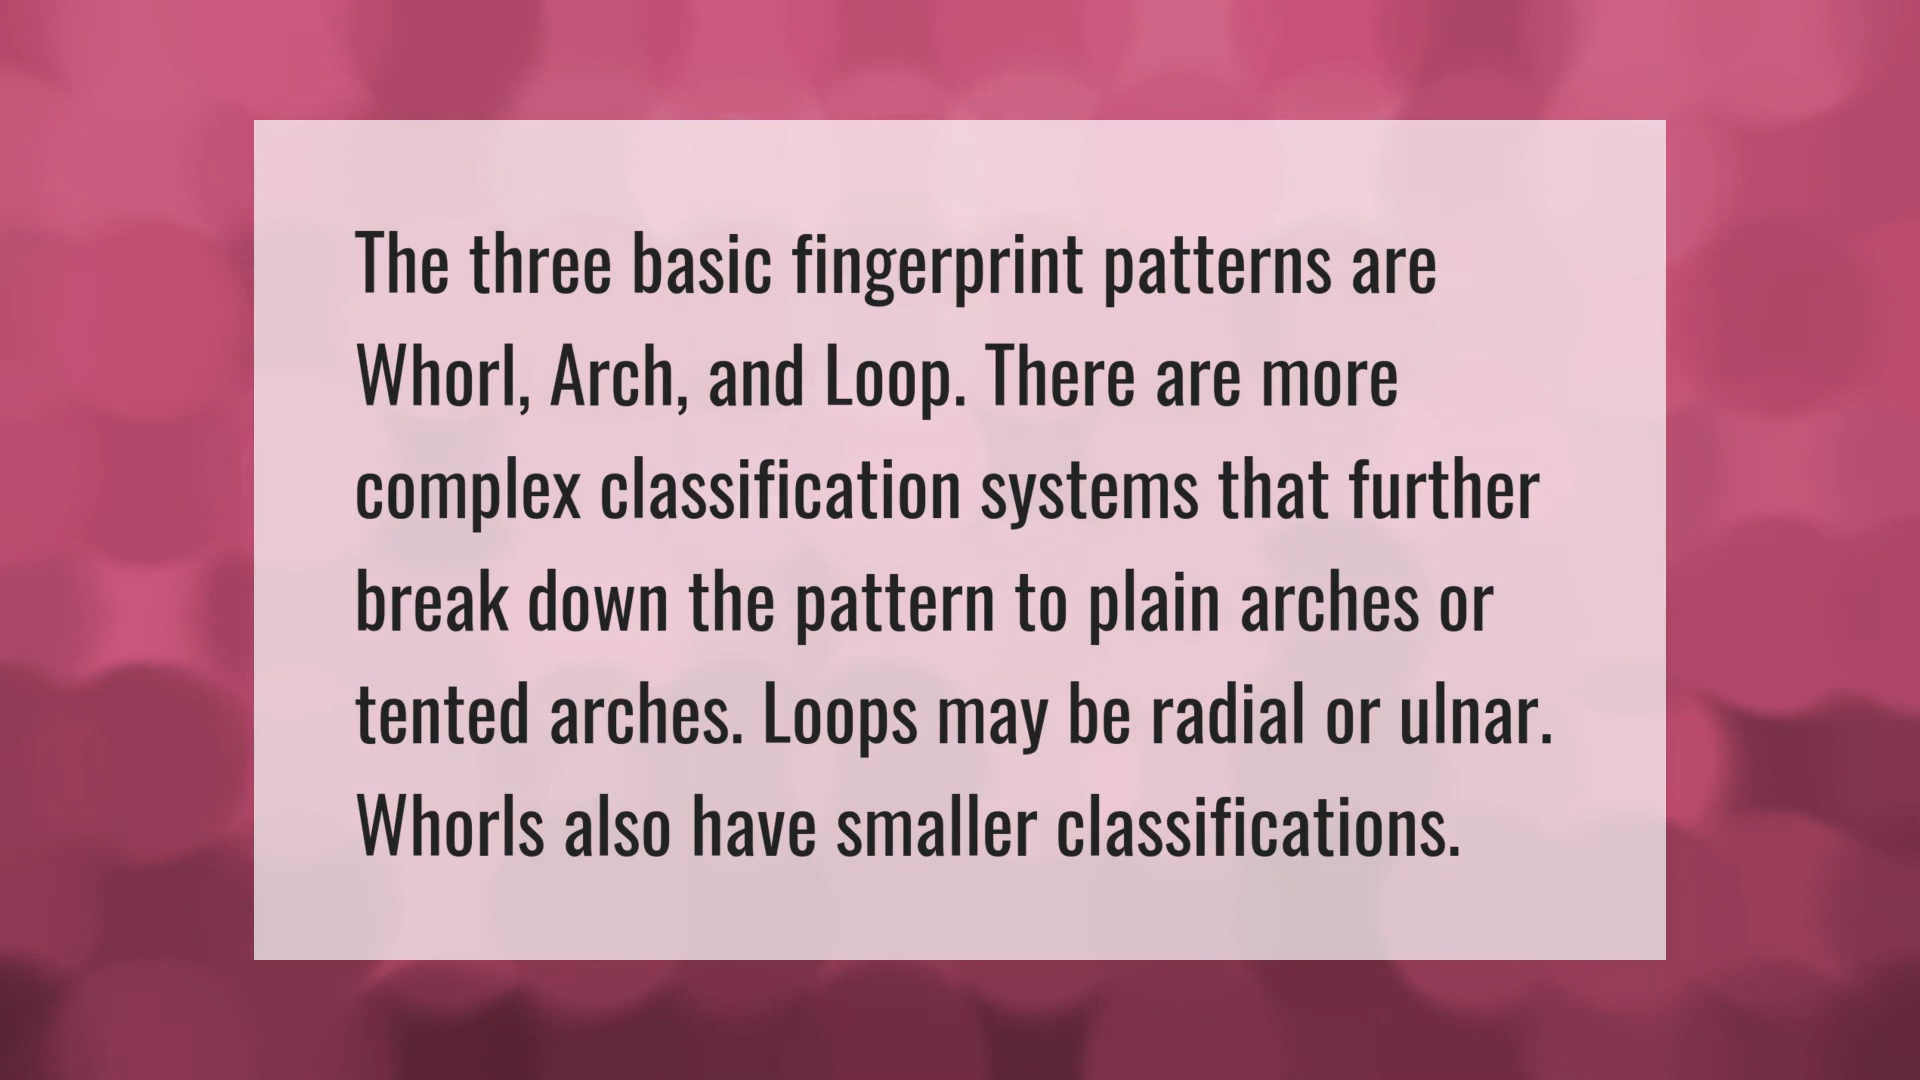 The three basic fingerprint patterns are
Whorl, Arch, and Loop. There are more
complex classification systems that further
break down the pattern to plain arches or
tented arches. Loops may be radial or ulnar.
Whorls also have smaller classifications.